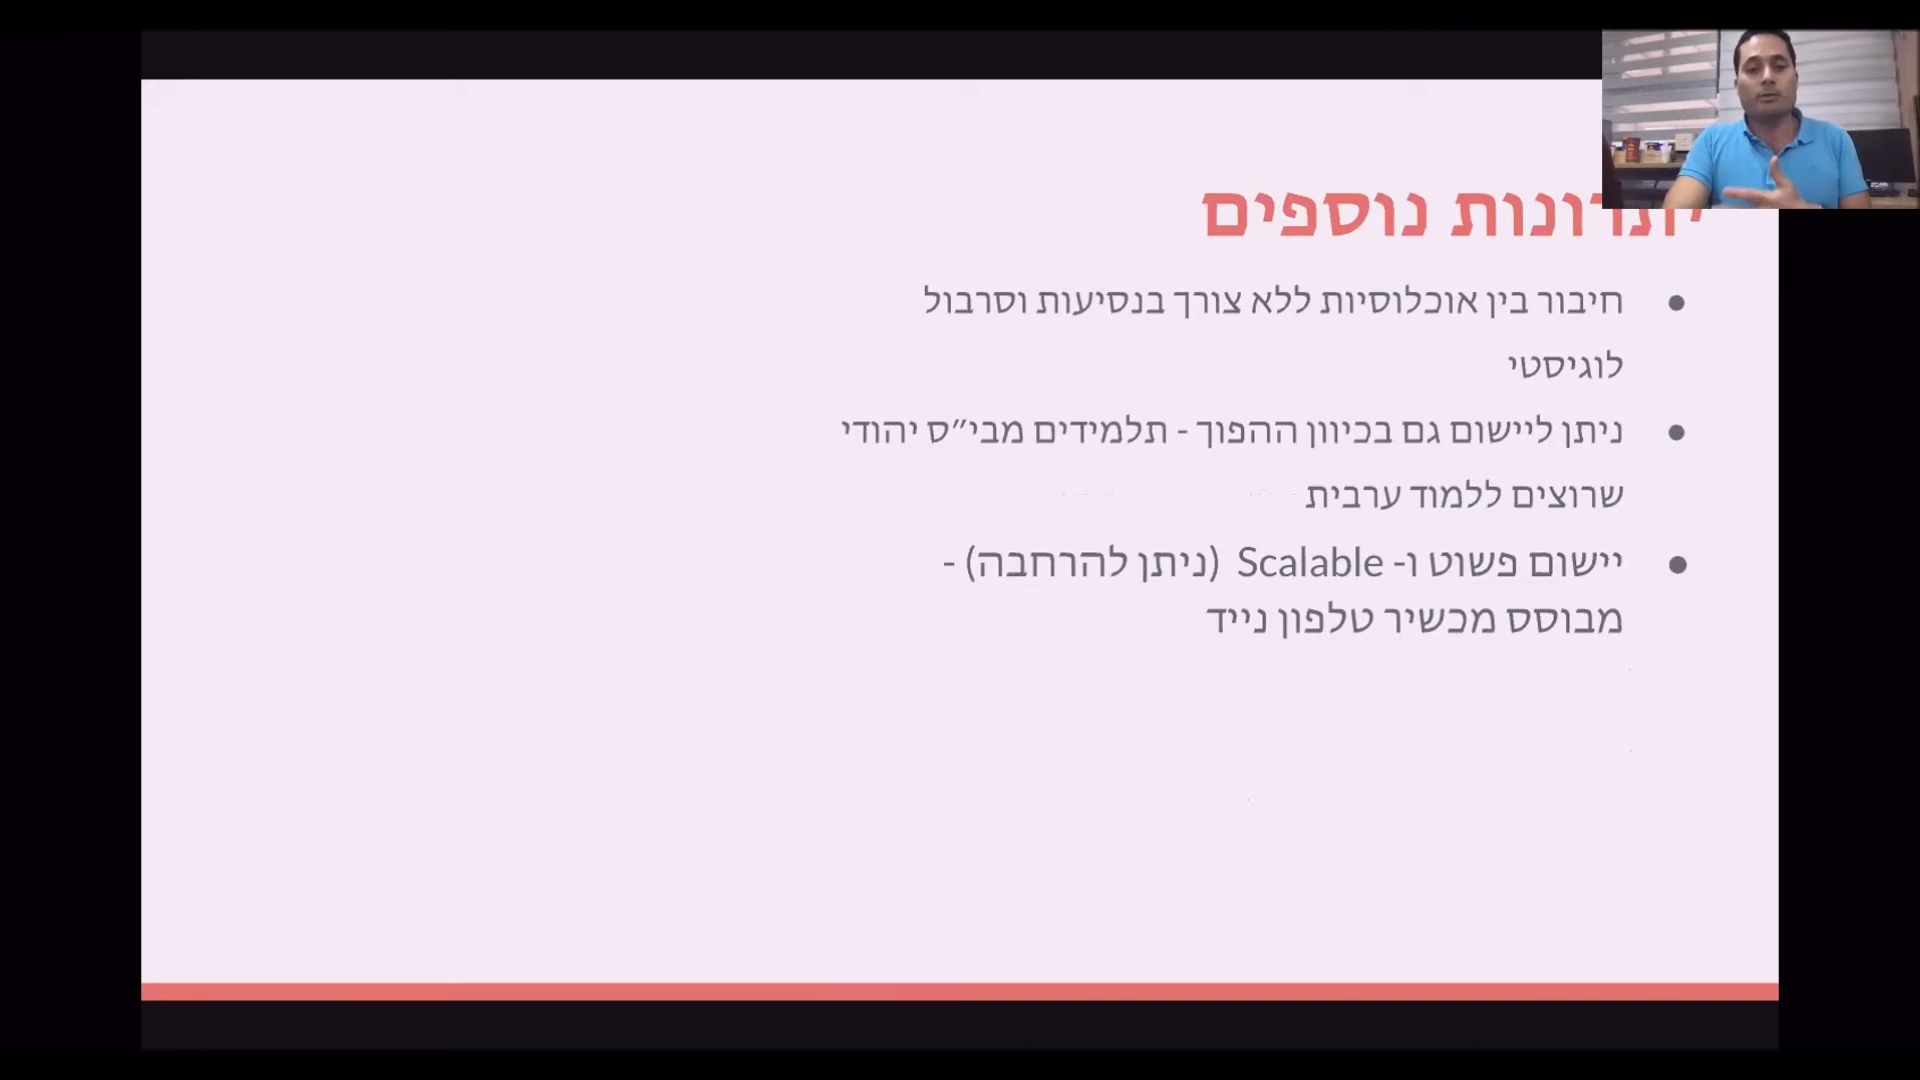 יתרונות נוספים
חיבור בין אוכלוסיות ללא צורך בנסיעות וסרבול
לוגיסטי
ניתן ליישום גם בכיוון ההפוך - תלמידים מבי״ס יהודי
שרוצים ללמוד ערבית
יישום פשוט ו- Scalable (ניתן להרחבה) -
מבוסס מכשיר טלפון נייד